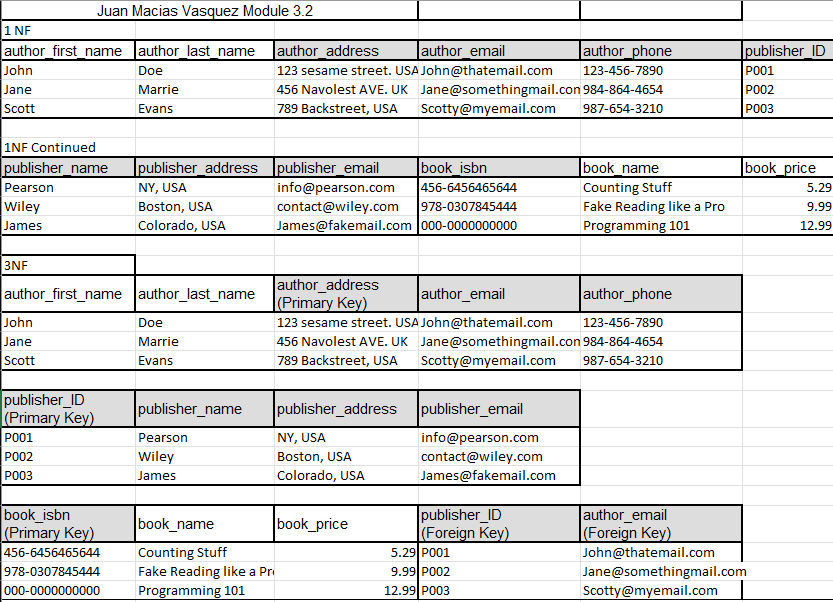 Juan Macias Vasquez Module 3.2
1 NF
author_first_name author_last_name author_address author_email author_phone publisher_ID
John Doe 123 sesame street. USA John@thatemail.com 123-456-7890 P001
Jane Marrie 456 Navolest AVE. UK Jane@somethingmail.con 984-864-4654 P002
Scott Evans 789 Backstreet, USA Scotty@myemail.com 987-654-3210 P003
1NF Continued
publisher_name publisher_address publisher_email book_isbn book_name book_price
Pearson NY, USA info@pearson.com 456-6456465644 Counting Stuff 5.29
Wiley Boston, USA contact@wiley.com 978-0307845444 Fake Reading like a Pro 9.99
James Colorado, USA James@fakemail.com 000-0000000000 Programming 101 12.99
3NF
author_first_name author_last_name author_address (Primary Key) author_email author_phone
John Doe 123 sesame street. USA John@thatemail.com 123-456-7890
Jane Marrie 456 Navolest AVE. UK Jane@somethingmail.con 984-864-4654
Scott Evans 789 Backstreet, USA Scotty@myemail.com 987-654-3210
publisher_ID (Primary Key) publisher_name publisher_address publisher_email
P001 Pearson NY, USA info@pearson.com
P002 Wiley Boston, USA contact@wiley.com
P003 James Colorado, USA James@fakemail.com
book_isbn (Primary Key) book_name book_price publisher_ID (Foreign Key) author_email (Foreign Key)
456-6456465644 Counting Stuff 5.29 P001 John@thatemail.com
978-0307845444 Fake Reading like a Pr 9.99 P002 Jane@somethingmail.com
000-0000000000 Programming 101 12.99 P003 Scotty@myemail.com